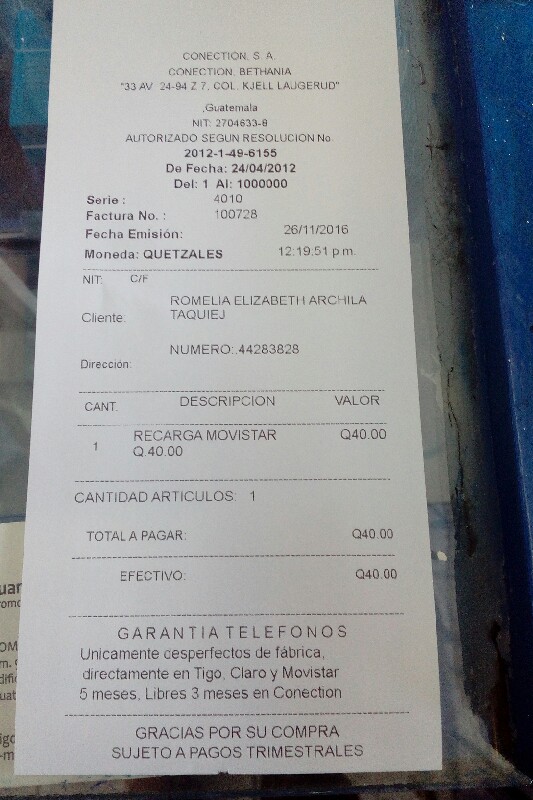 CONECTION, S. A.
CONECTION, BETHANIA
"33 AV 24-94 Z 7, COL. KJELL LAUGERUD"
,Guatemala
NIT: 2704633-8
AUTORIZADO SEGUN RESOLUCION No.
2012-1-49-6155
De Fecha: 24/04/2012
Del: 1 Al: 1000000
Serie : 4010
Factura No. : 100728
Fecha Emisión: 26/11/2016
Moneda: QUETZALES 12:19:51 p.m.
NIT: C/F
ROMELIA ELIZABETH ARCHILA
Cliente: TAQUIEJ
NUMERO:.44283828
Dirección:
CANT. DESCRIPCION VALOR
1 RECARGA MOVISTAR Q40.00
Q.40.00
CANTIDAD ARTICULOS: 1
TOTAL A PAGAR: Q40.00
EFECTIVO: Q40.00
GARANTIA TELEFONOS
Unicamente cesperfectos de fábrica,
directamente en Tigo, Claro y Movistar
5 meses, Libres 3 meses en Conection
GRACIAS POR SU COMPRA
SUJETO A PAGOS TRIMESTRALES